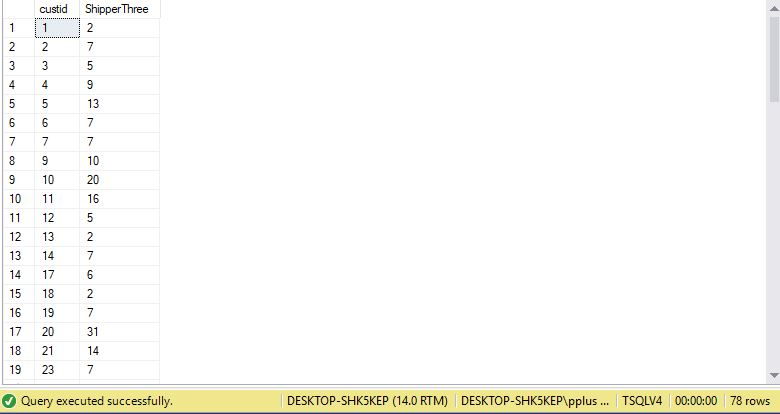 custid ShipperThree
1 1 2
2 2 7
3 3 5
4 4 9
5 5 13
6 6 7
7 7 7
8 9 10
9 10 20
10 11 16
11 12 5
12 13 2
13 14 7
14 17 6
15 18 2
16 19 7
17 20 31
18 21 14
19 23 7
Query executed successfully. DESKTOP-SHK5KEP (14.0 RTM) DESKTOP-SHK5KEP\pplus ... TSQLV4 00:00:00 78 rows